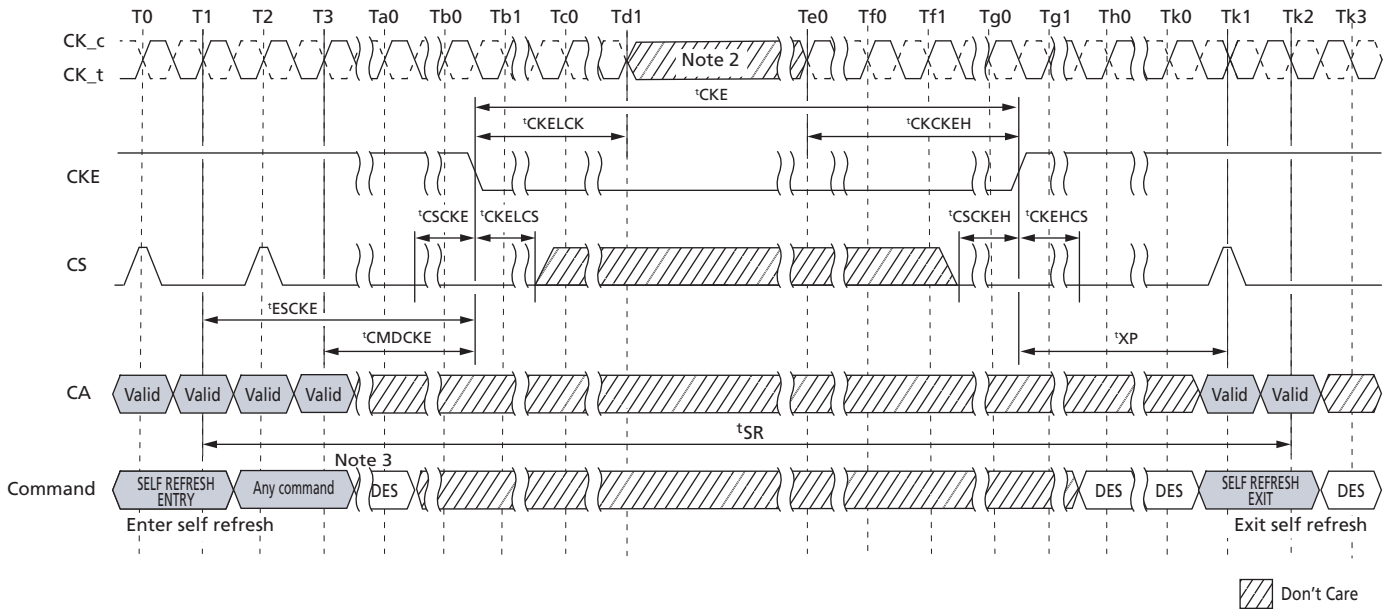 T0 T1 T2 T3 Ta0 Tb0 Tb1 Tc0 Td1 Te0 Tf0 Tf1 Tg0 Tg1 Th0 Tk0 Tk1 Tk2 Tk3
CK_c
CK_t
Note 2
tCKE
tCKELCK tCKCKEH
CKE
tCSCKE tCKELCS tCSCKEH tCKEHCS
CS
tESCKE
tCMDCKE tXP
CA Valid Valid Valid Valid Valid Valid
tSR
Note 3
Command SELF REFRESH ENTRY Any command DES DES DES SELF REFRESH EXIT DES
Enter self refresh Exit self refresh
Don't Care